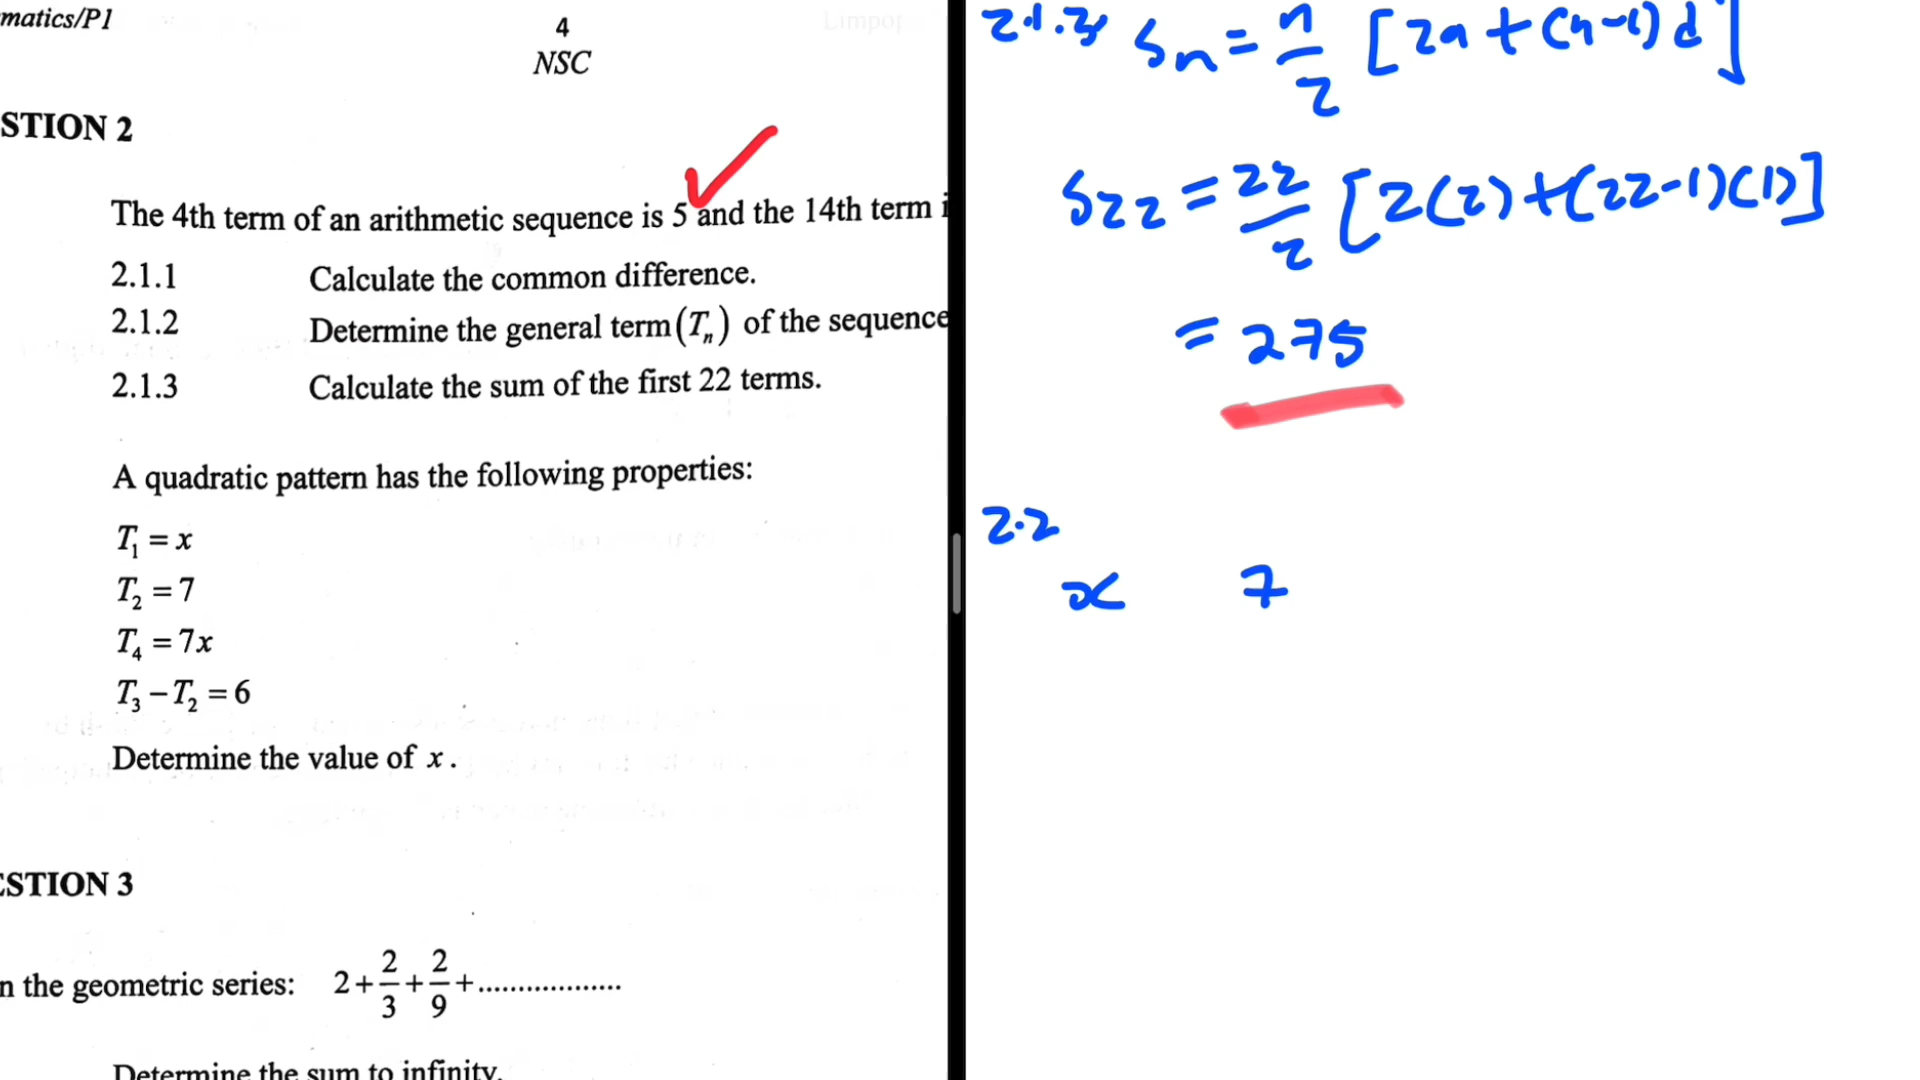 matics/P1
4
NSC
Limpop
STION 2
The 4th term of an arithmetic sequence is 5 and the 14th term i
2.1.1 Calculate the common difference.
2.1.2 Determine the general term (Tₙ) of the sequence
2.1.3 Calculate the sum of the first 22 terms.
A quadratic pattern has the following properties:
T₁ = x
T₂ = 7
T₄ = 7x
T₃ − T₂ = 6
Determine the value of x.
STION 3
n the geometric series: 2 + 2/3 + 2/9 + ..................
Determine the sum to infinity.
2.1.3 Sn = n/2 [2a + (n-1)d]
S22 = 22/2 [2(2) + (22-1)(1)]
= 275
2.2
x 7